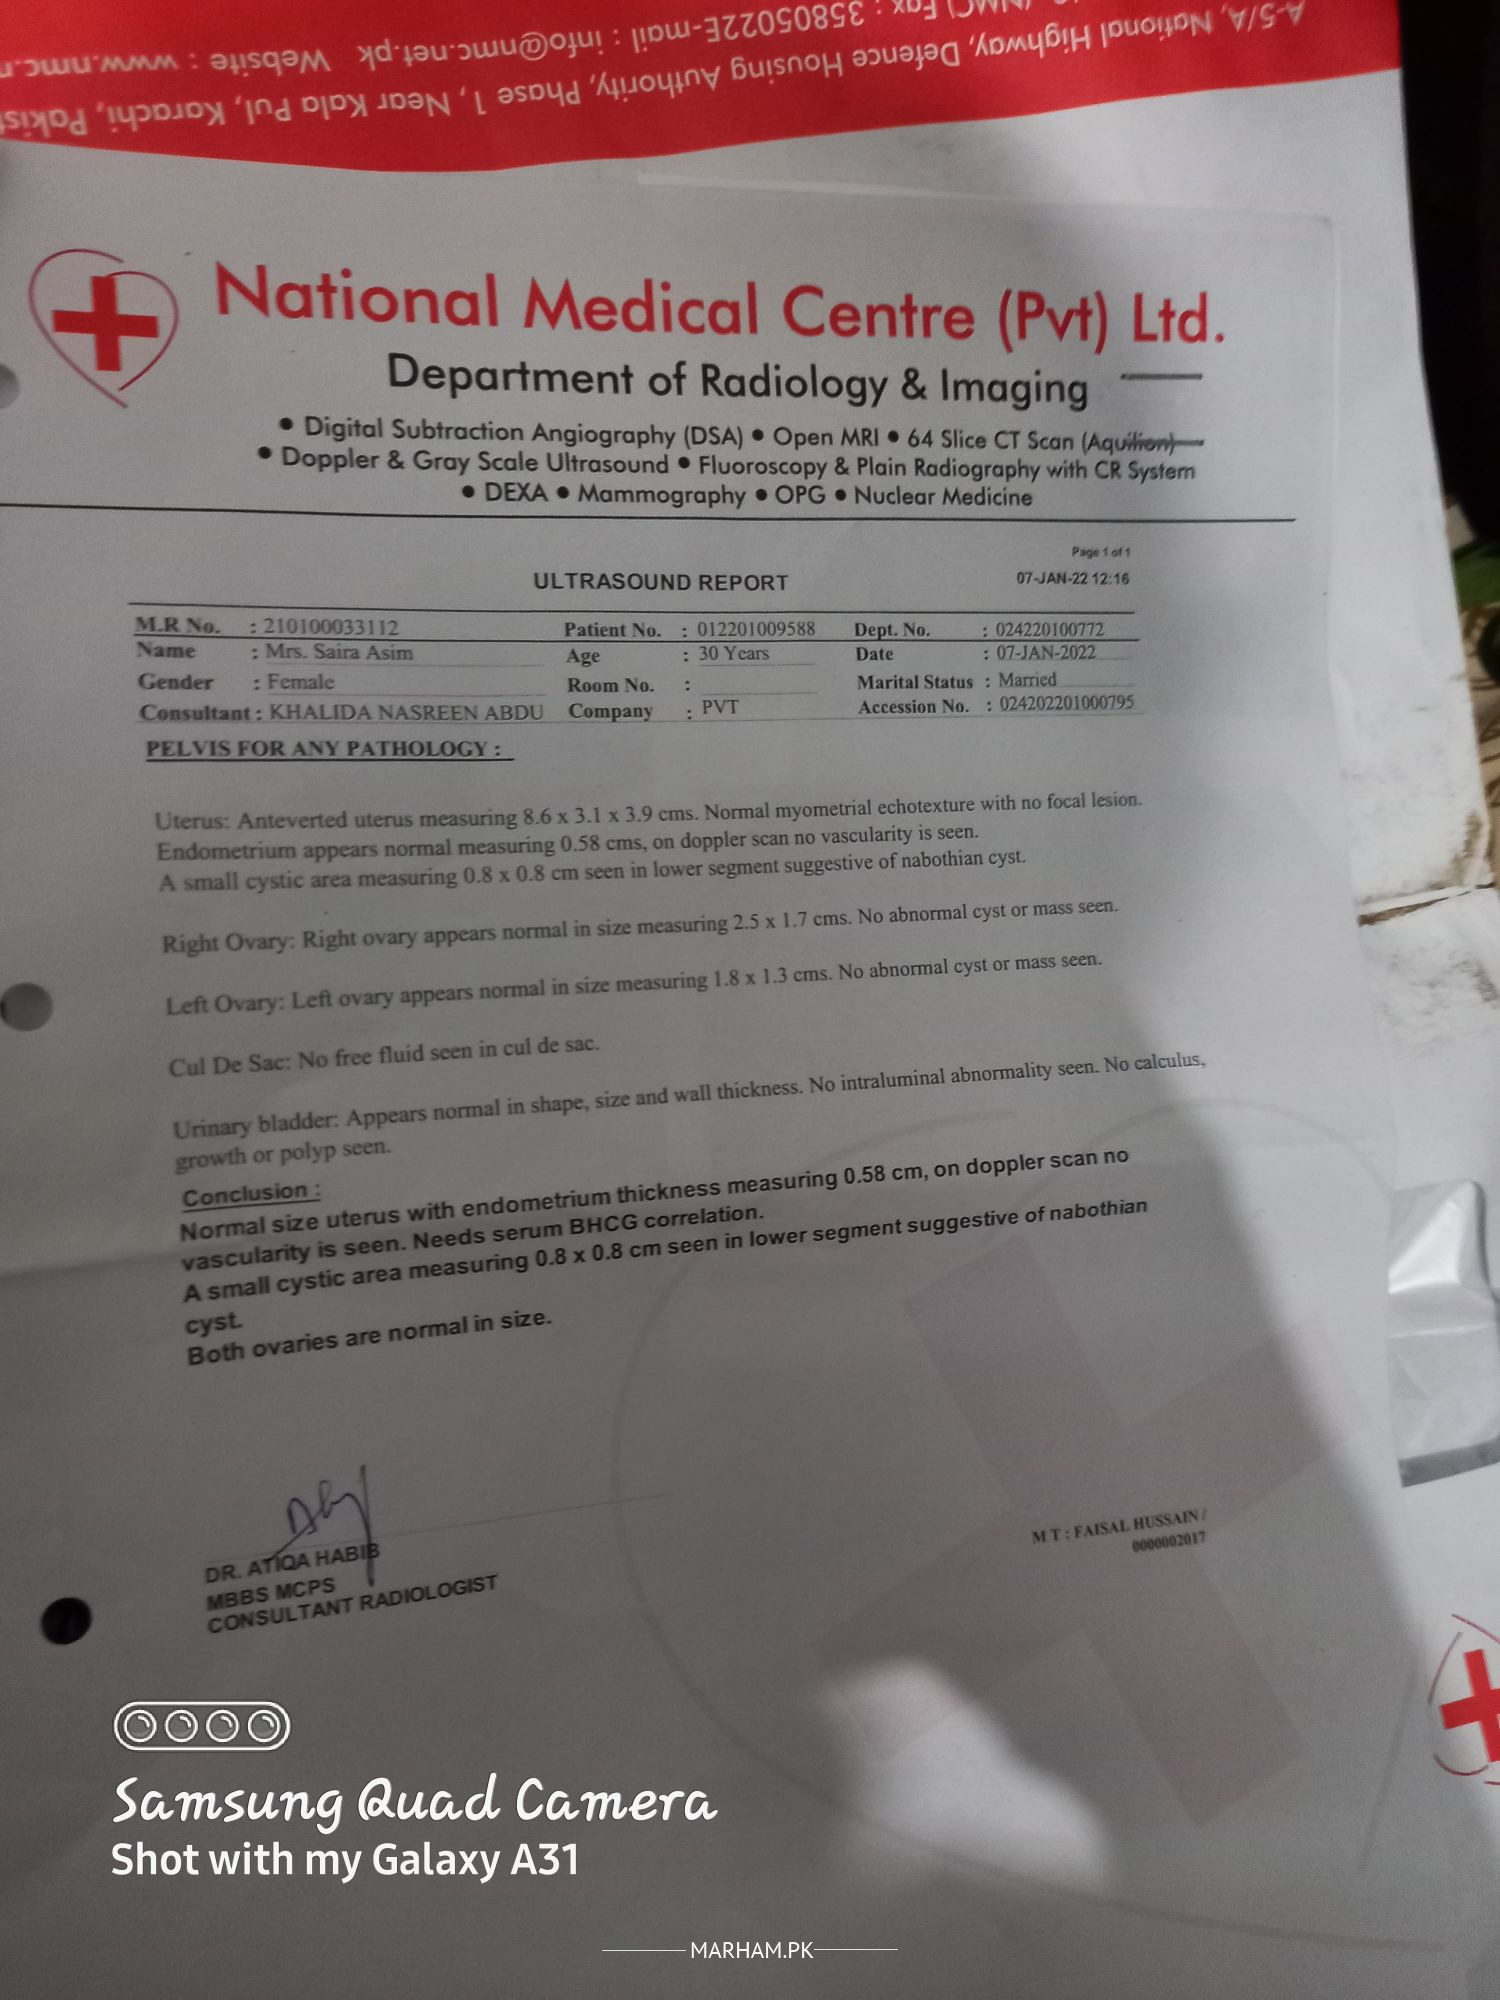 A-5/A, National Highway, Defence Housing Authority, Phase 1, Near Kala Pul, Karachi,
Fax : 35805022E-mail : info@nmc.net.pk Website :
National Medical Centre (Pvt) Ltd.
Department of Radiology & Imaging
• Digital Subtraction Angiography (DSA) • Open MRI • 64 Slice CT Scan (Aquilion)
• Doppler & Gray Scale Ultrasound • Fluoroscopy & Plain Radiography with CR System
• DEXA • Mammography • OPG • Nuclear Medicine
Page 1 of 1
ULTRASOUND REPORT 07-JAN-22 12:16
M.R No. : 210100033112 Patient No. : 012201009588 Dept. No. : 024220100772
Name : Mrs. Saira Asim Age : 30 Years Date : 07-JAN-2022
Gender : Female Room No. : Marital Status : Married
Consultant : KHALIDA NASREEN ABDU Company : PVT Accession No. : 024202201000795
PELVIS FOR ANY PATHOLOGY :
Uterus: Anteverted uterus measuring 8.6 x 3.1 x 3.9 cms. Normal myometrial echotexture with no focal lesion.
Endometrium appears normal measuring 0.58 cms, on doppler scan no vascularity is seen.
A small cystic area measuring 0.8 x 0.8 cm seen in lower segment suggestive of nabothian cyst.
Right Ovary: Right ovary appears normal in size measuring 2.5 x 1.7 cms. No abnormal cyst or mass seen.
Left Ovary: Left ovary appears normal in size measuring 1.8 x 1.3 cms. No abnormal cyst or mass seen.
Cul De Sac: No free fluid seen in cul de sac.
Urinary bladder: Appears normal in shape, size and wall thickness. No intraluminal abnormality seen. No calculus,
growth or polyp seen.
Conclusion :
Normal size uterus with endometrium thickness measuring 0.58 cm, on doppler scan no
vascularity is seen. Needs serum BHCG correlation.
A small cystic area measuring 0.8 x 0.8 cm seen in lower segment suggestive of nabothian
cyst.
Both ovaries are normal in size.
DR. ATIQA HABIB
MBBS MCPS
CONSULTANT RADIOLOGIST
M T : FAISAL HUSSAIN /
0000002017
Samsung Quad Camera
Shot with my Galaxy A31
MARHAM.PK